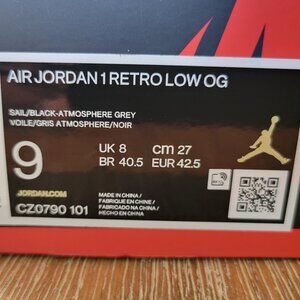 AIR JORDAN 1 RETRO LOW OG
SAIL/BLACK-ATMOSPHERE GREY
VOILE/GRIS ATMOSPHERE/NOIR
9
UK 8 cm 27
BR 40.5 EUR 42.5
JORDAN.COM
CZ0790 101
MADE IN CHINA/
FABRIQUE EN CHINE/
FABRICADO NA CHINA/
HECHO EN CHINA